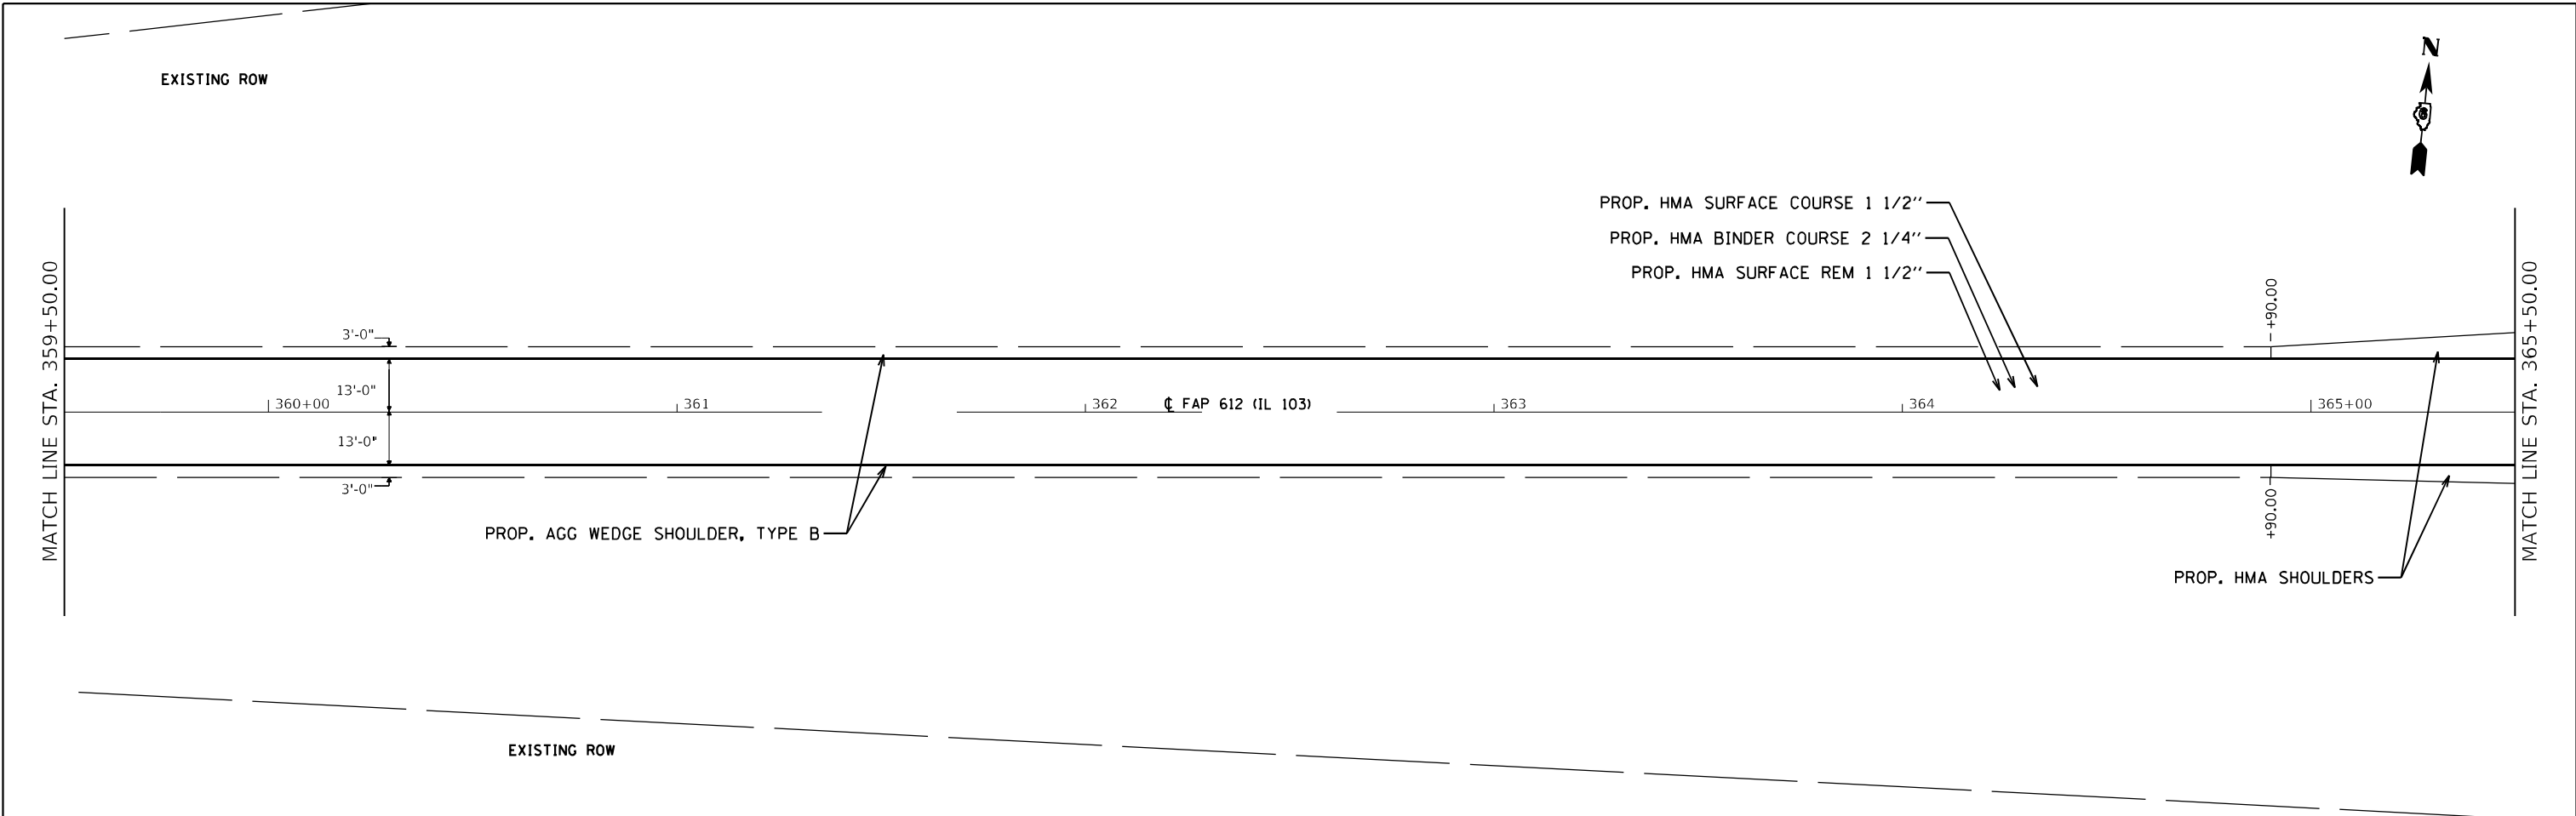 N
6
EXISTING ROW
PROP. HMA SURFACE COURSE 1 1/2"
PROP. HMA BINDER COURSE 2 1/4"
PROP. HMA SURFACE REM 1 1/2"
MATCH LINE STA. 359+50.00
MATCH LINE STA. 365+50.00
+90.00
3'-0"
13'-0"
360+00
361
362
℄ FAP 612 (IL 103)
363
364
365+00
13'-0"
3'-0"
+90.00
PROP. AGG WEDGE SHOULDER, TYPE B
PROP. HMA SHOULDERS
EXISTING ROW